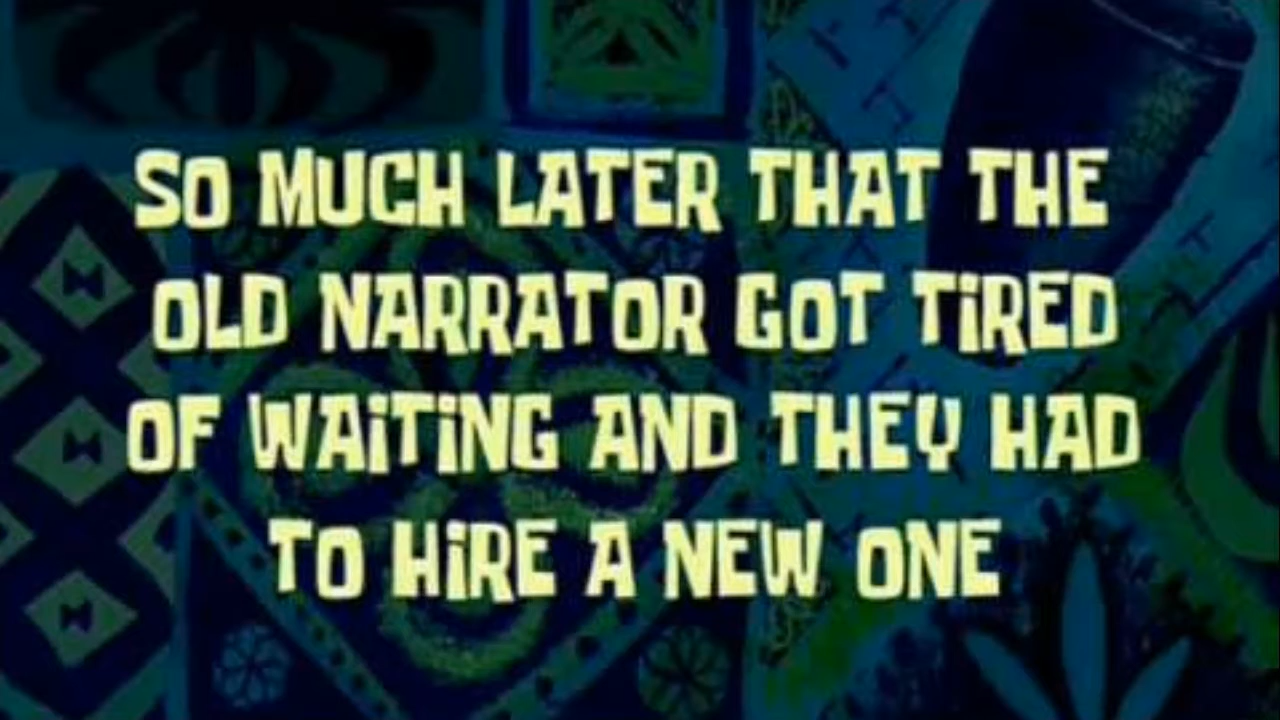 SO MUCH LATER THAT THE
OLD NARRATOR GOT TiRED
OF WAiTiNG AND THEY HAD
TO HiRE A NEW ONE